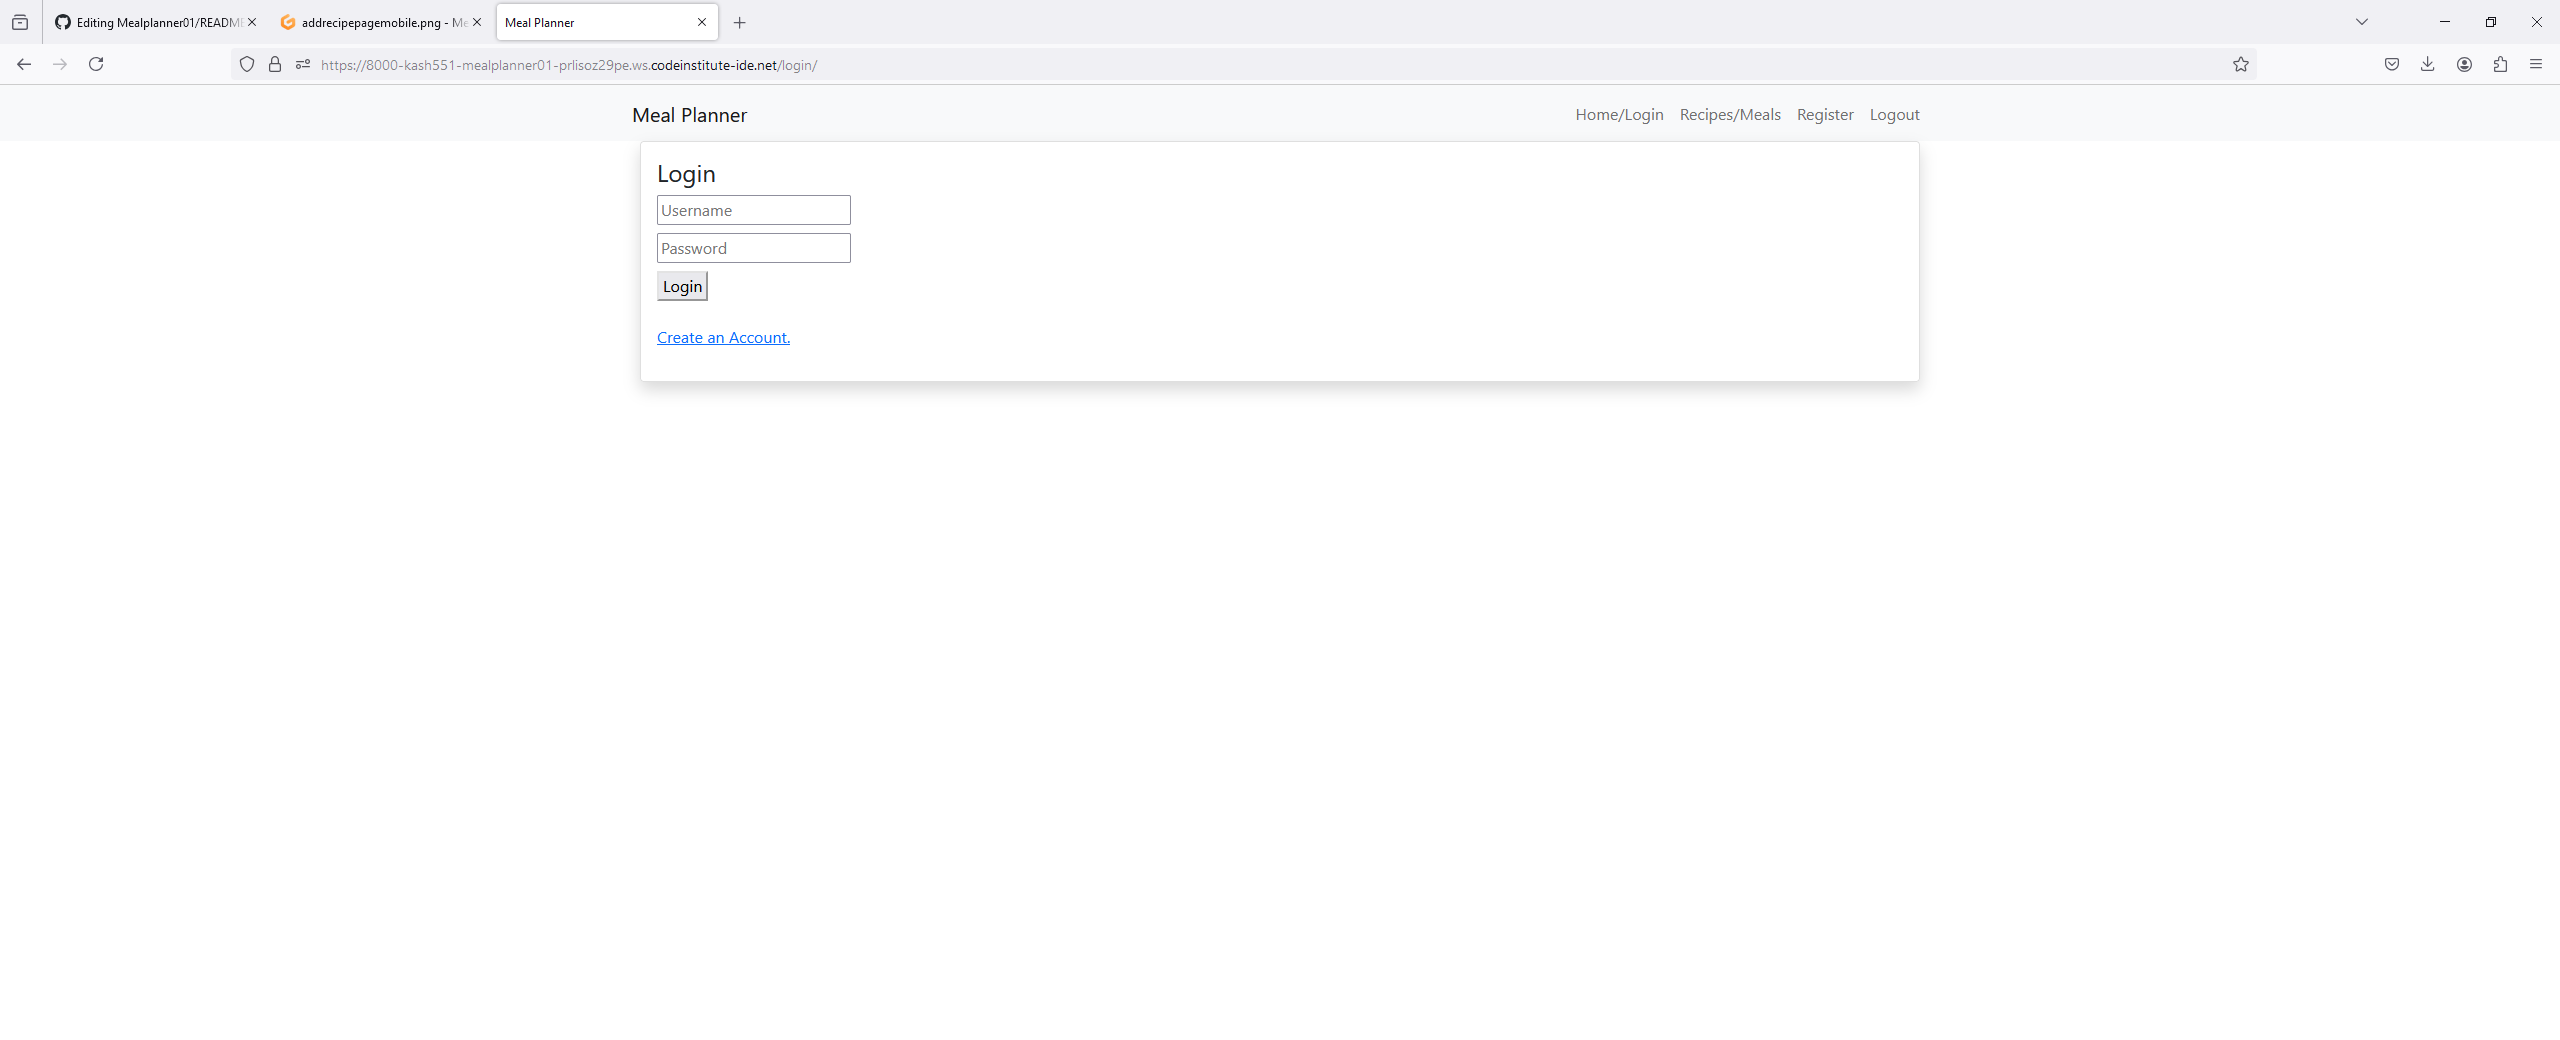 Editing Mealplanner01/READM
addrecipepagemobile.png - Me
Meal Planner
https://8000-kash551-mealplanner01-prlisoz29pe.ws.codeinstitute-ide.net/login/
Meal Planner
Home/Login Recipes/Meals Register Logout
Login
Username
Password
Login
Create an Account.